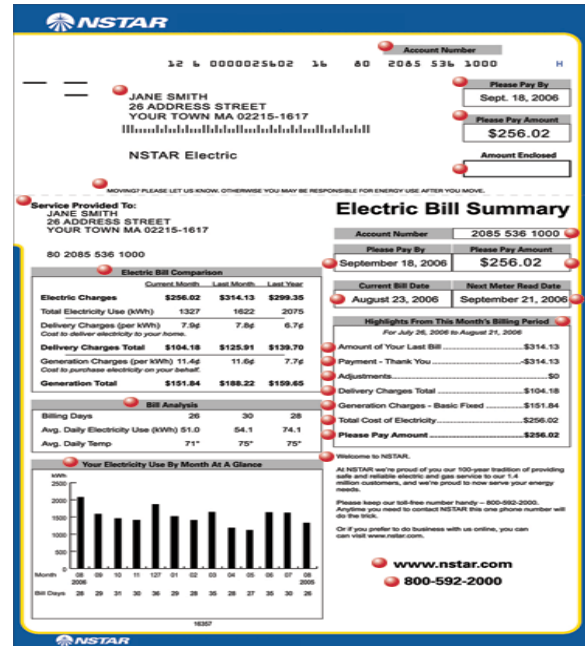 NSTAR
Account Number
12 6 0000025602 16 80 2085 536 1000 H
Please Pay By
Sept. 18, 2006
JANE SMITH
26 ADDRESS STREET
YOUR TOWN MA 02215-1617
Please Pay Amount
$256.02
NSTAR Electric
Amount Enclosed
MOVING? PLEASE LET US KNOW. OTHERWISE YOU MAY BE RESPONSIBLE FOR ENERGY USE AFTER YOU MOVE.
Service Provided To:
JANE SMITH
26 ADDRESS STREET
YOUR TOWN MA 02215-1617
80 2085 536 1000
Electric Bill Summary
Account Number 2085 536 1000
Please Pay By Please Pay Amount
September 18, 2006 $256.02
Current Bill Date Next Meter Read Date
August 23, 2006 September 21, 2006
Electric Bill Comparison
Current Month Last Month Last Year
Electric Charges $256.02 $314.13 $299.35
Total Electricity Use (kWh) 1327 1622 2075
Delivery Charges (per kWh) 7.9¢ 7.8¢ 6.7¢
Cost to deliver electricity to your home.
Delivery Charges Total $104.18 $125.91 $139.70
Generation Charges (per kWh) 11.4¢ 11.6¢ 7.7¢
Cost to purchase electricity on your behalf.
Generation Total $151.84 $188.22 $159.65
Bill Analysis
Billing Days 26 30 28
Avg. Daily Electricity Use (kWh) 51.0 54.1 74.1
Avg. Daily Temp 71° 75° 75°
Your Electricity Use By Month At A Glance
kWh
2500
2000
1500
1000
500
0
Month 08 09 10 11 127 01 02 03 04 05 06 07 08
2006 2005
Bill Days 28 29 31 30 36 29 28 35 28 27 35 30 26
16357
Highlights From This Month's Billing Period
For July 26, 2006 to August 21, 2006
Amount of Your Last Bill $314.13
Payment - Thank You -$314.13
Adjustments $0
Delivery Charges Total $104.18
Generation Charges - Basic Fixed $151.84
Total Cost of Electricity $256.02
Please Pay Amount $256.02
Welcome to NSTAR.
At NSTAR we're proud of you our 100-year tradition of providing
safe and reliable electric and gas service to our 1.4
million customers, and we're proud to now serve your energy
needs.
Please keep our toll-free number handy – 800-592-2000.
Anytime you need to contact NSTAR this one phone number will
do the trick.
Or if you prefer to do business with us online, you can
can visit www.nstar.com.
www.nstar.com
800-592-2000
NSTAR